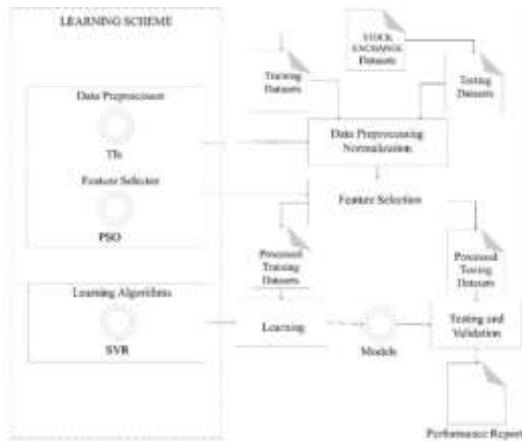 LEARNING SCHEME
STOCK
EXCHANGE
Datasets
Training
Datasets
Testing
Datasets
Data Preprocessor
TIs
Data Preprocessing
Normalization
Feature Selector
PSO
Feature Selection
Processed
Training
Datasets
Processed
Testing
Datasets
Learning Algorithms
SVR
Learning
Models
Testing and
Validation
Performance Report